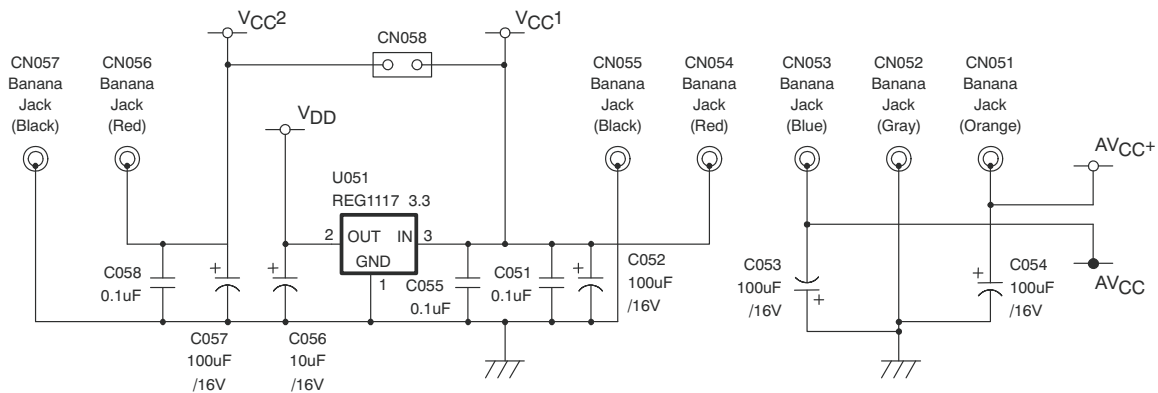 VCC2
VCC1
CN058
CN057
Banana
Jack
(Black)
CN056
Banana
Jack
(Red)
VDD
CN055
Banana
Jack
(Black)
CN054
Banana
Jack
(Red)
CN053
Banana
Jack
(Blue)
CN052
Banana
Jack
(Gray)
CN051
Banana
Jack
(Orange)
AVCC+
AVCC
U051
REG1117 3.3
2 OUT IN 3
GND
1
C058
0.1uF
+
C057
100uF
/16V
+
C056
10uF
/16V
C055
0.1uF
C051
0.1uF
+
C052
100uF
/16V
C053
100uF
/16V
+
+
C054
100uF
/16V